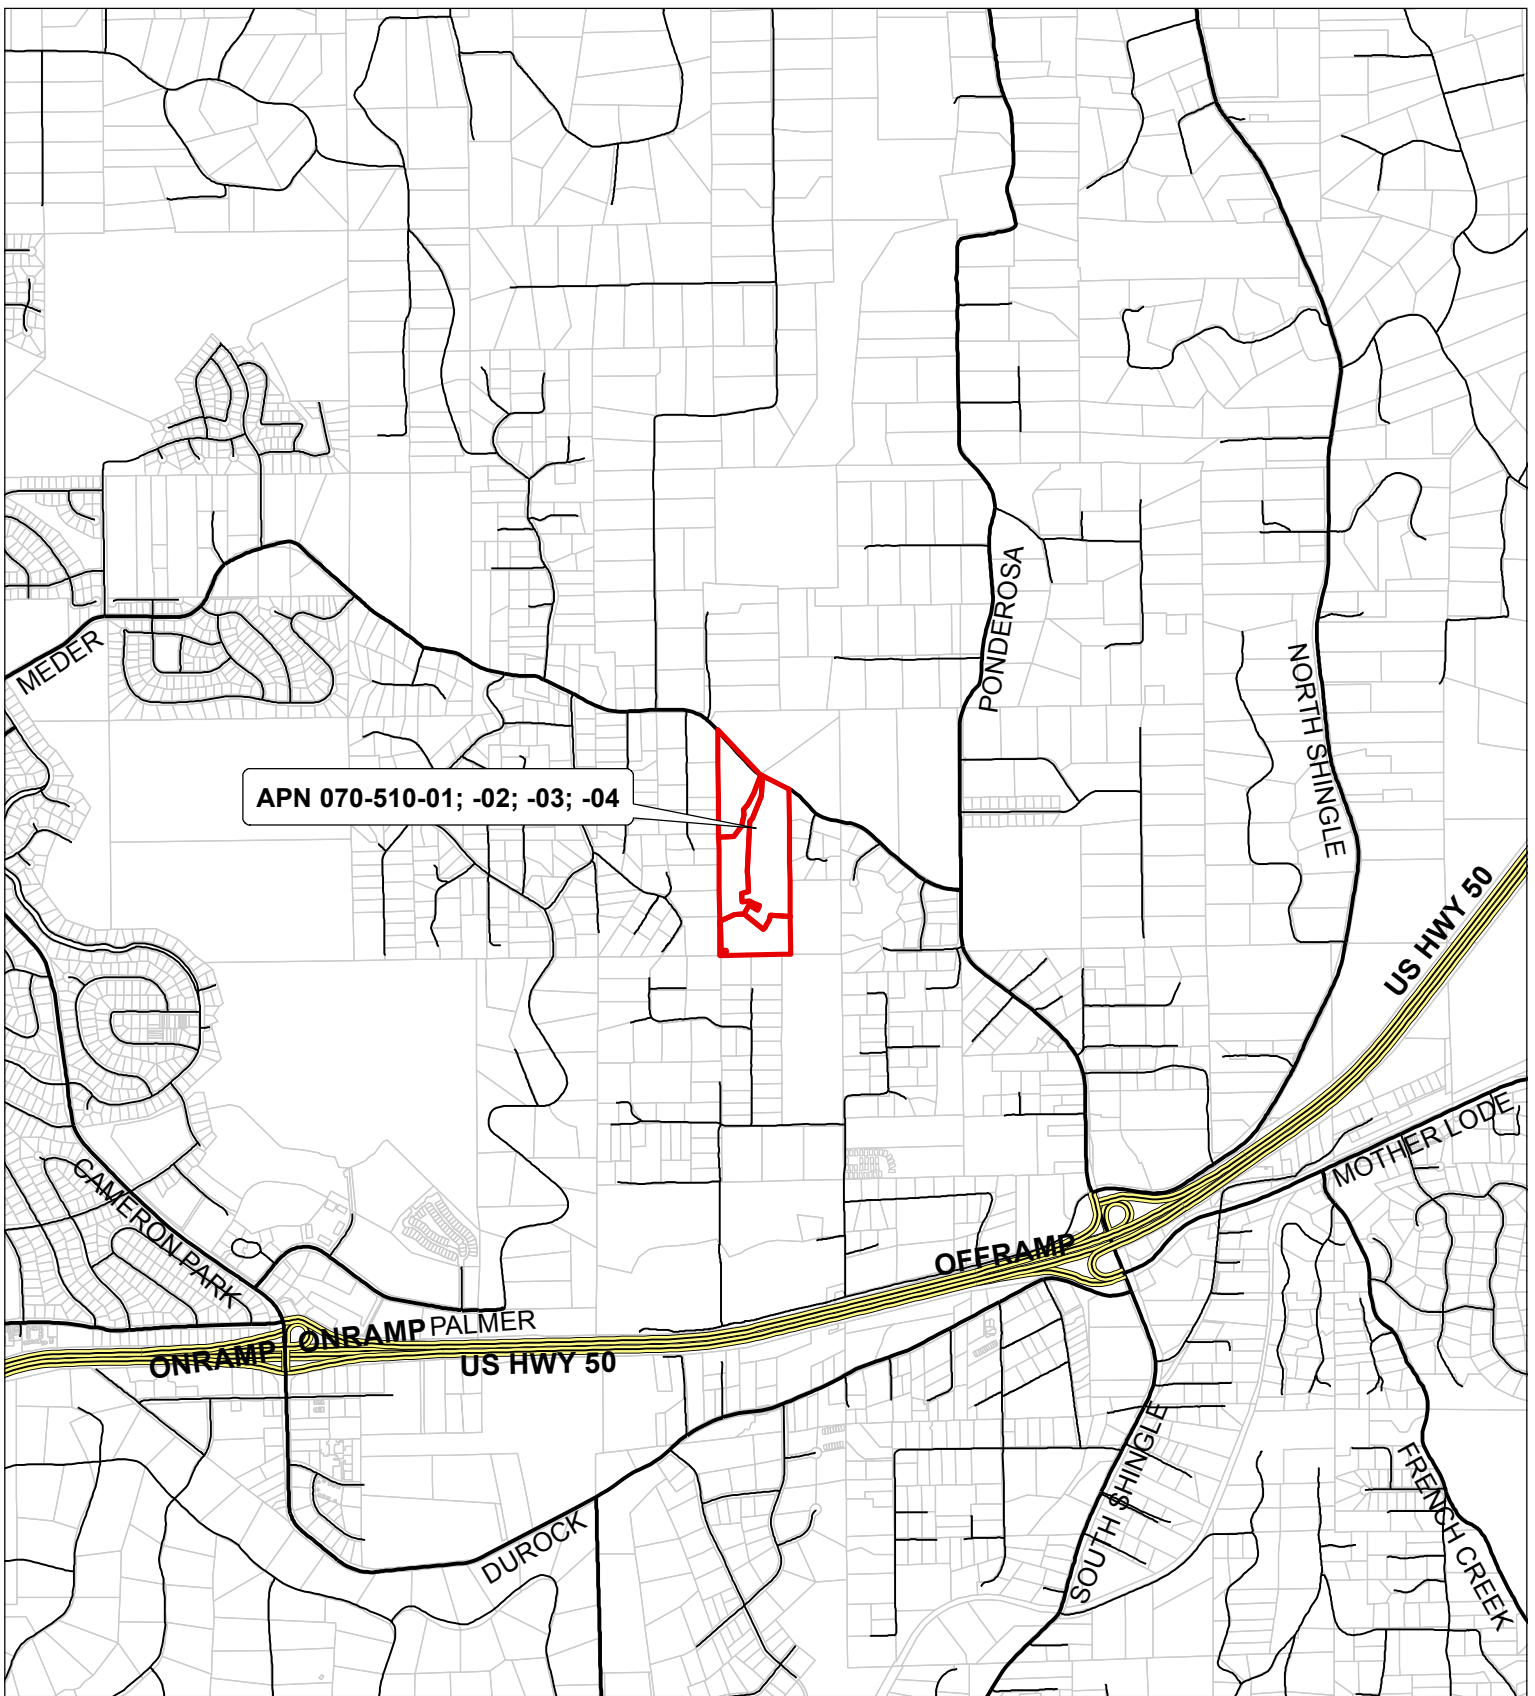 PONDEROSA
MEDER
NORTH SHINGLE
APN 070-510-01; -02; -03; -04
US HWY 50
MOTHER LODE
CAMERON PARK
OFFRAMP
ONRAMP
PALMER
ONRAMP
US HWY 50
SOUTH SHINGLE
FRENCH CREEK
DUROCK